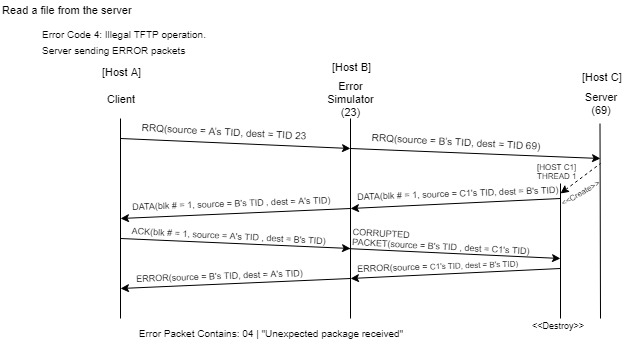 Read a file from the server
Error Code 4: Illegal TFTP operation.
Server sending ERROR packets
[Host A]
[Host B]
[Host C]
Client
Error
Simulator
(23)
Server
(69)
RRQ(source = A's TID, dest = TID 23
RRQ(source = B's TID, dest = TID 69)
[HOST C1]
THREAD 1
<<Create>>
DATA(blk # = 1, source = C1's TID, dest = B's TID)
DATA(blk # = 1, source = B's TID , dest = A's TID)
ACK(blk # = 1, source = A's TID , dest = B's TID)
CORRUPTED
PACKET(source = B's TID , dest = C1's TID)
ERROR(source = C1's TID, dest = B's TID)
ERROR(source = B's TID, dest = A's TID)
<<Destroy>>
Error Packet Contains: 04 | "Unexpected package received"